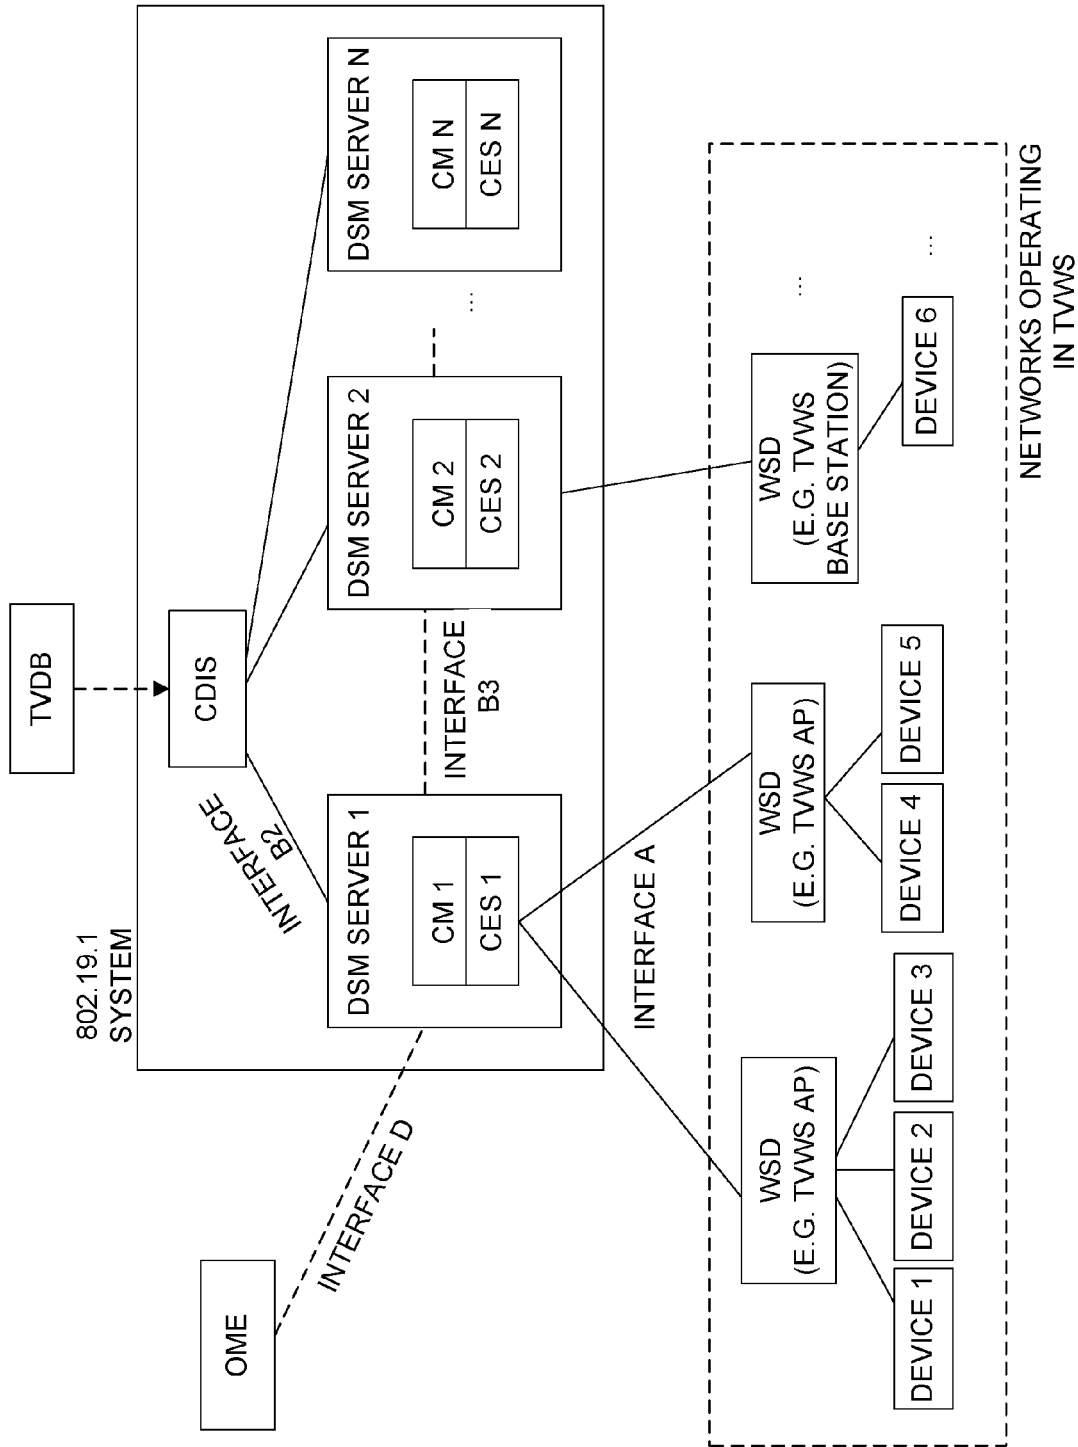 TVDB
OME
802.19.1
SYSTEM
CDIS
INTERFACE
B2
INTERFACE D
DSM SERVER 1
CM 1
CES 1
INTERFACE
B3
DSM SERVER 2
CM 2
CES 2
...
DSM SERVER N
CM N
CES N
INTERFACE A
WSD
(E.G. TVWS AP)
DEVICE 1
DEVICE 2
DEVICE 3
WSD
(E.G. TVWS AP)
DEVICE 4
DEVICE 5
WSD
(E.G. TVWS
BASE STATION)
DEVICE 6
...
...
NETWORKS OPERATING
IN TVWS